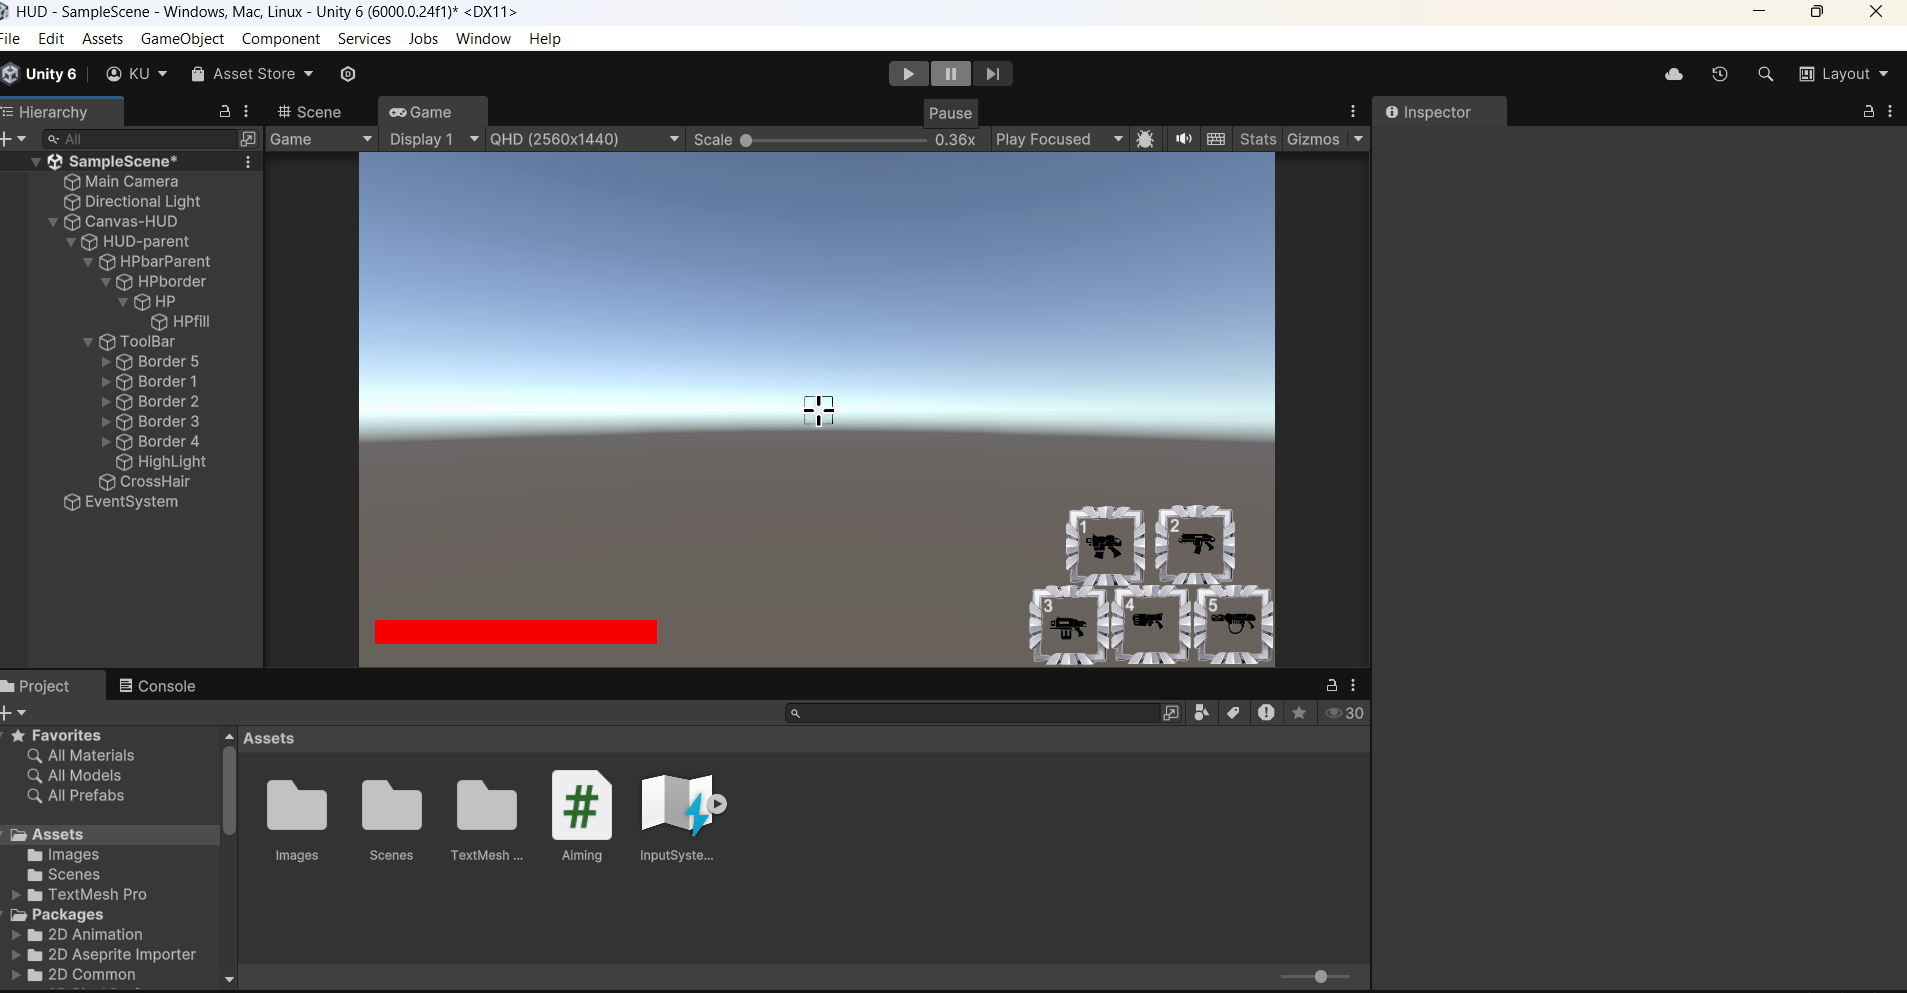 HUD - SampleScene - Windows, Mac, Linux - Unity 6 (6000.0.24f1)* <DX11>
File Edit Assets GameObject Component Services Jobs Window Help
Unity 6 KU Asset Store Layout
Hierarchy
Scene Game
Pause
Inspector
All
Game Display 1 QHD (2560x1440) Scale 0.36x Play Focused Stats Gizmos
SampleScene*
Main Camera
Directional Light
Canvas-HUD
HUD-parent
HPbarParent
HPborder
HP
HPfill
ToolBar
Border 5
Border 1
Border 2
Border 3
Border 4
HighLight
CrossHair
EventSystem
1 2
3 4 5
Project Console
30
Favorites
All Materials
All Models
All Prefabs
Assets
Images
Scenes
TextMesh Pro
Packages
2D Animation
2D Aseprite Importer
2D Common
Assets
Images Scenes TextMesh ... Aiming InputSyste...